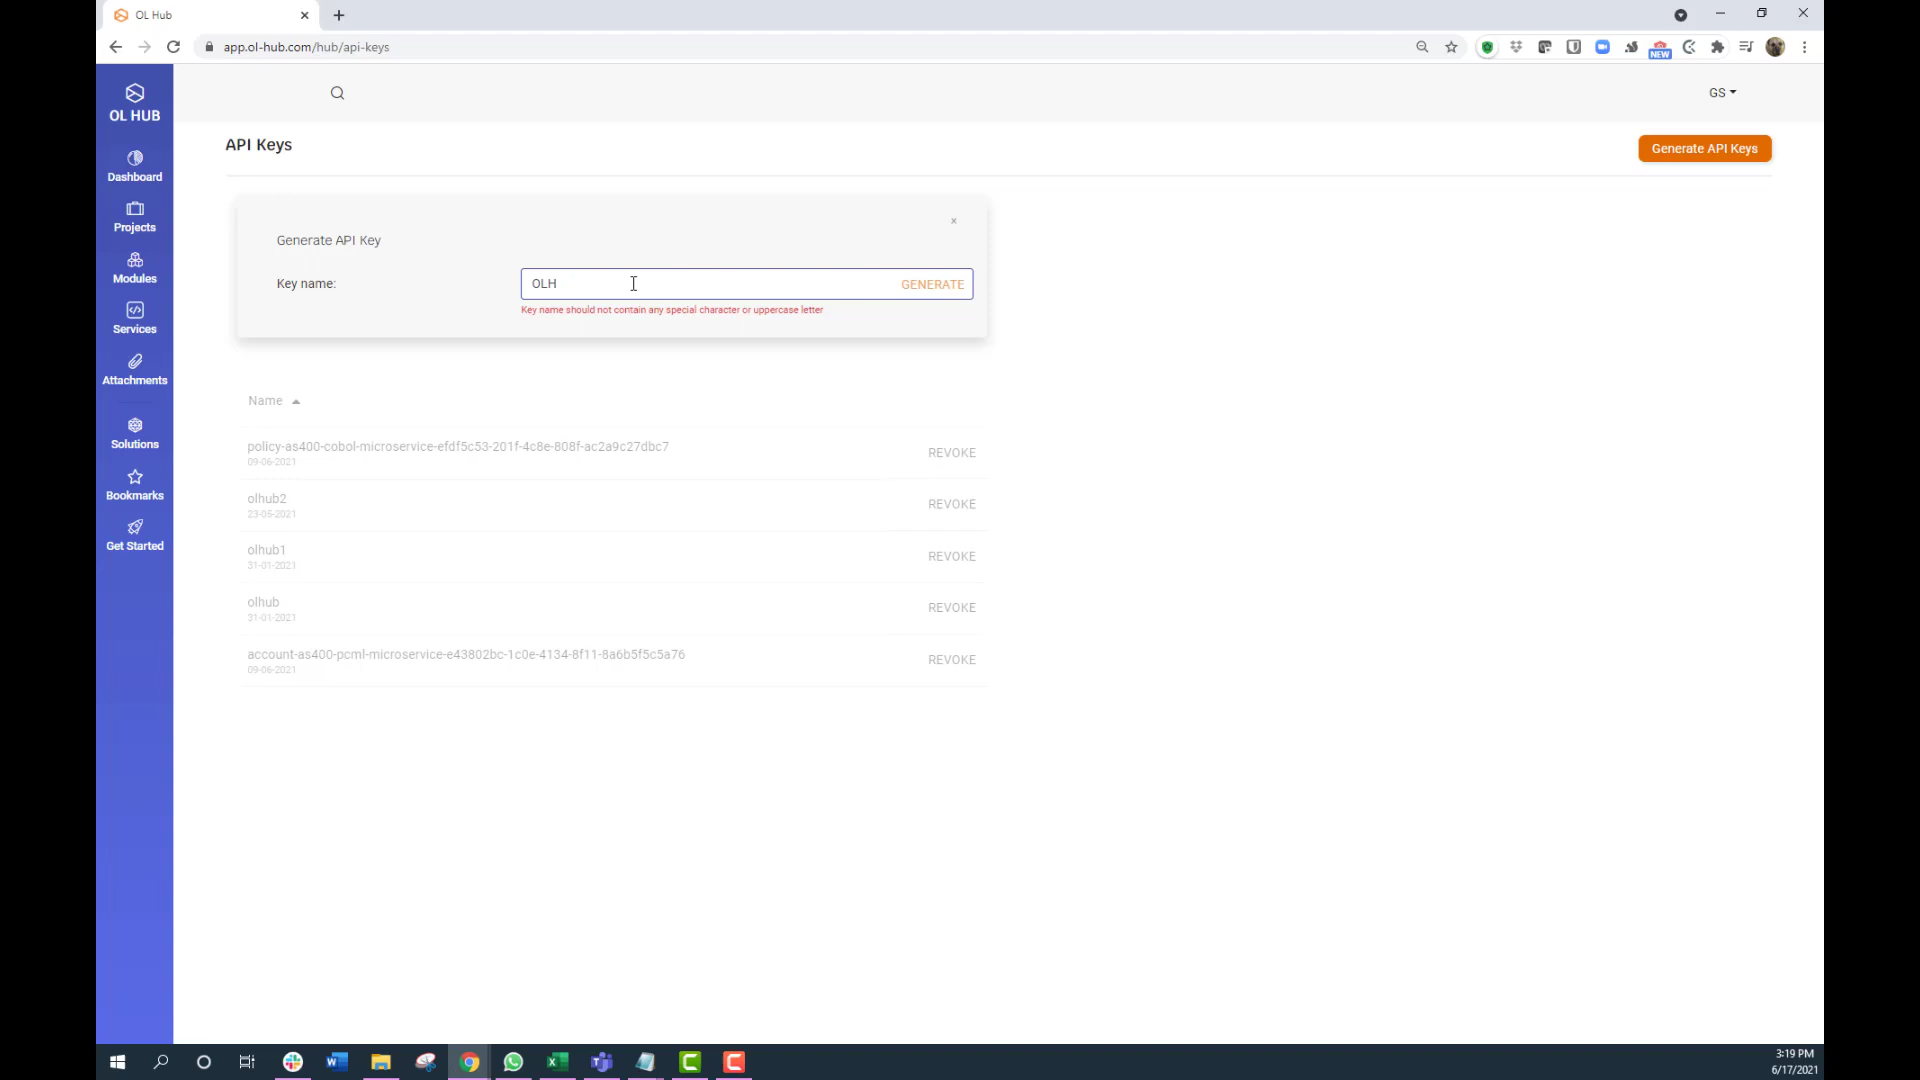 OL Hub
app.ol-hub.com/hub/api-keys
NEW
OL HUB
GS
Dashboard
Projects
Modules
Services
Attachments
Solutions
Bookmarks
Get Started
API Keys
Generate API Keys
Generate API Key
Key name:
OLH
GENERATE
Key name should not contain any special character or uppercase letter
Name
policy-as400-cobol-microservice-efdf5c53-201f-4c8e-808f-ac2a9c27dbc7
09-06-2021
REVOKE
olhub2
23-05-2021
REVOKE
olhub1
31-01-2021
REVOKE
olhub
31-01-2021
REVOKE
account-as400-pcml-microservice-e43802bc-1c0e-4134-8f11-8a6b5f5c5a76
09-06-2021
REVOKE
3:19 PM
6/17/2021